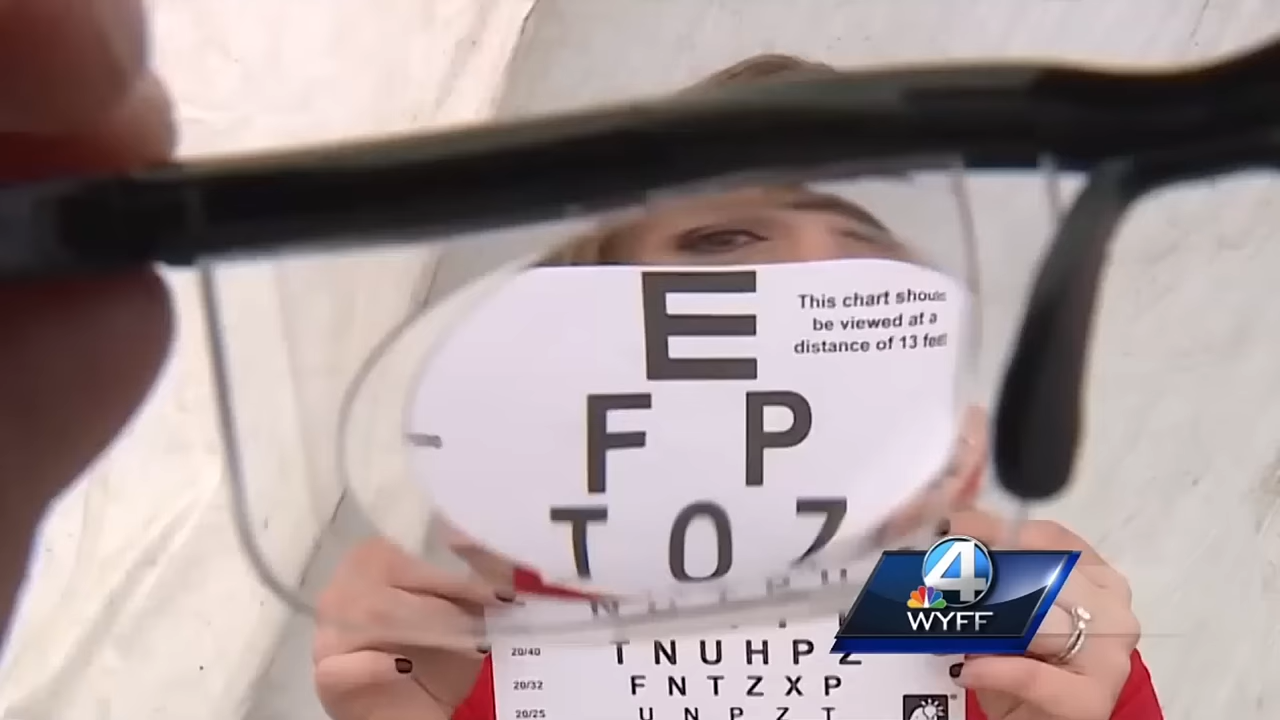 E
This chart should
be viewed at a
distance of 13 feet
F P
T O Z
20/40 T N U H P Z
20/32 F N T Z X P
20/25 U N P Z T
4
WYFF